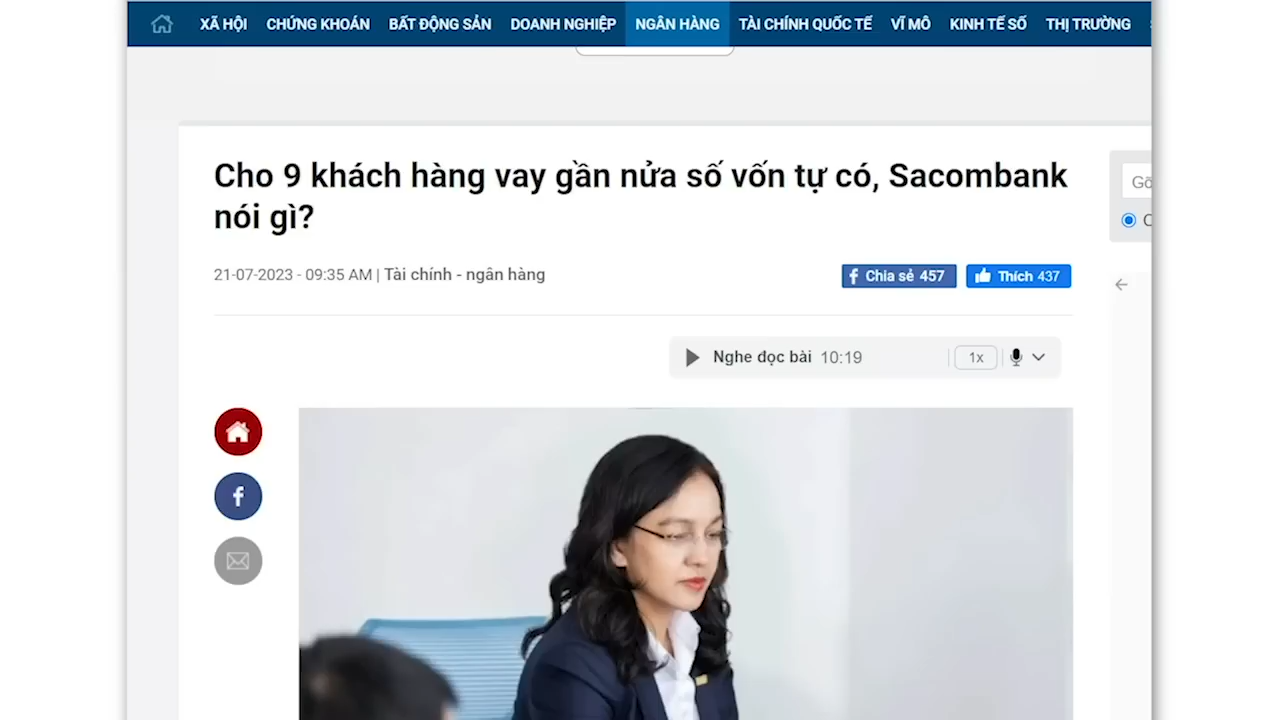 XÃ HỘI CHỨNG KHOÁN BẤT ĐỘNG SẢN DOANH NGHIỆP NGÂN HÀNG TÀI CHÍNH QUỐC TẾ VĨ MÔ KINH TẾ SỐ THỊ TRƯỜNG
Cho 9 khách hàng vay gần nửa số vốn tự có, Sacombank
nói gì?
21-07-2023 - 09:35 AM | Tài chính - ngân hàng
Chia sẻ 457
Thích 437
Nghe đọc bài 10:19
1x